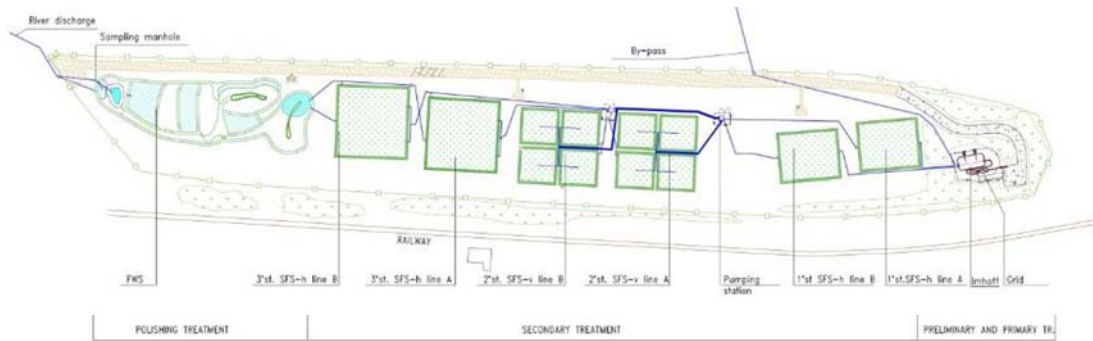 River discharge
Sampling manhole
By-pass
RAILWAY
FWS
3°st. SFS-h line B
3°st. SFS-h line A
2°st. SFS-v line B
2°st. SFS-v line A
Pumping
station
1°st SFS-h line B
1°st.SFS-h line A
Imhoff
Grid
POLISHING TREATMENT
SECONDARY TREATMENT
PRELIMINARY AND PRIMARY TR.